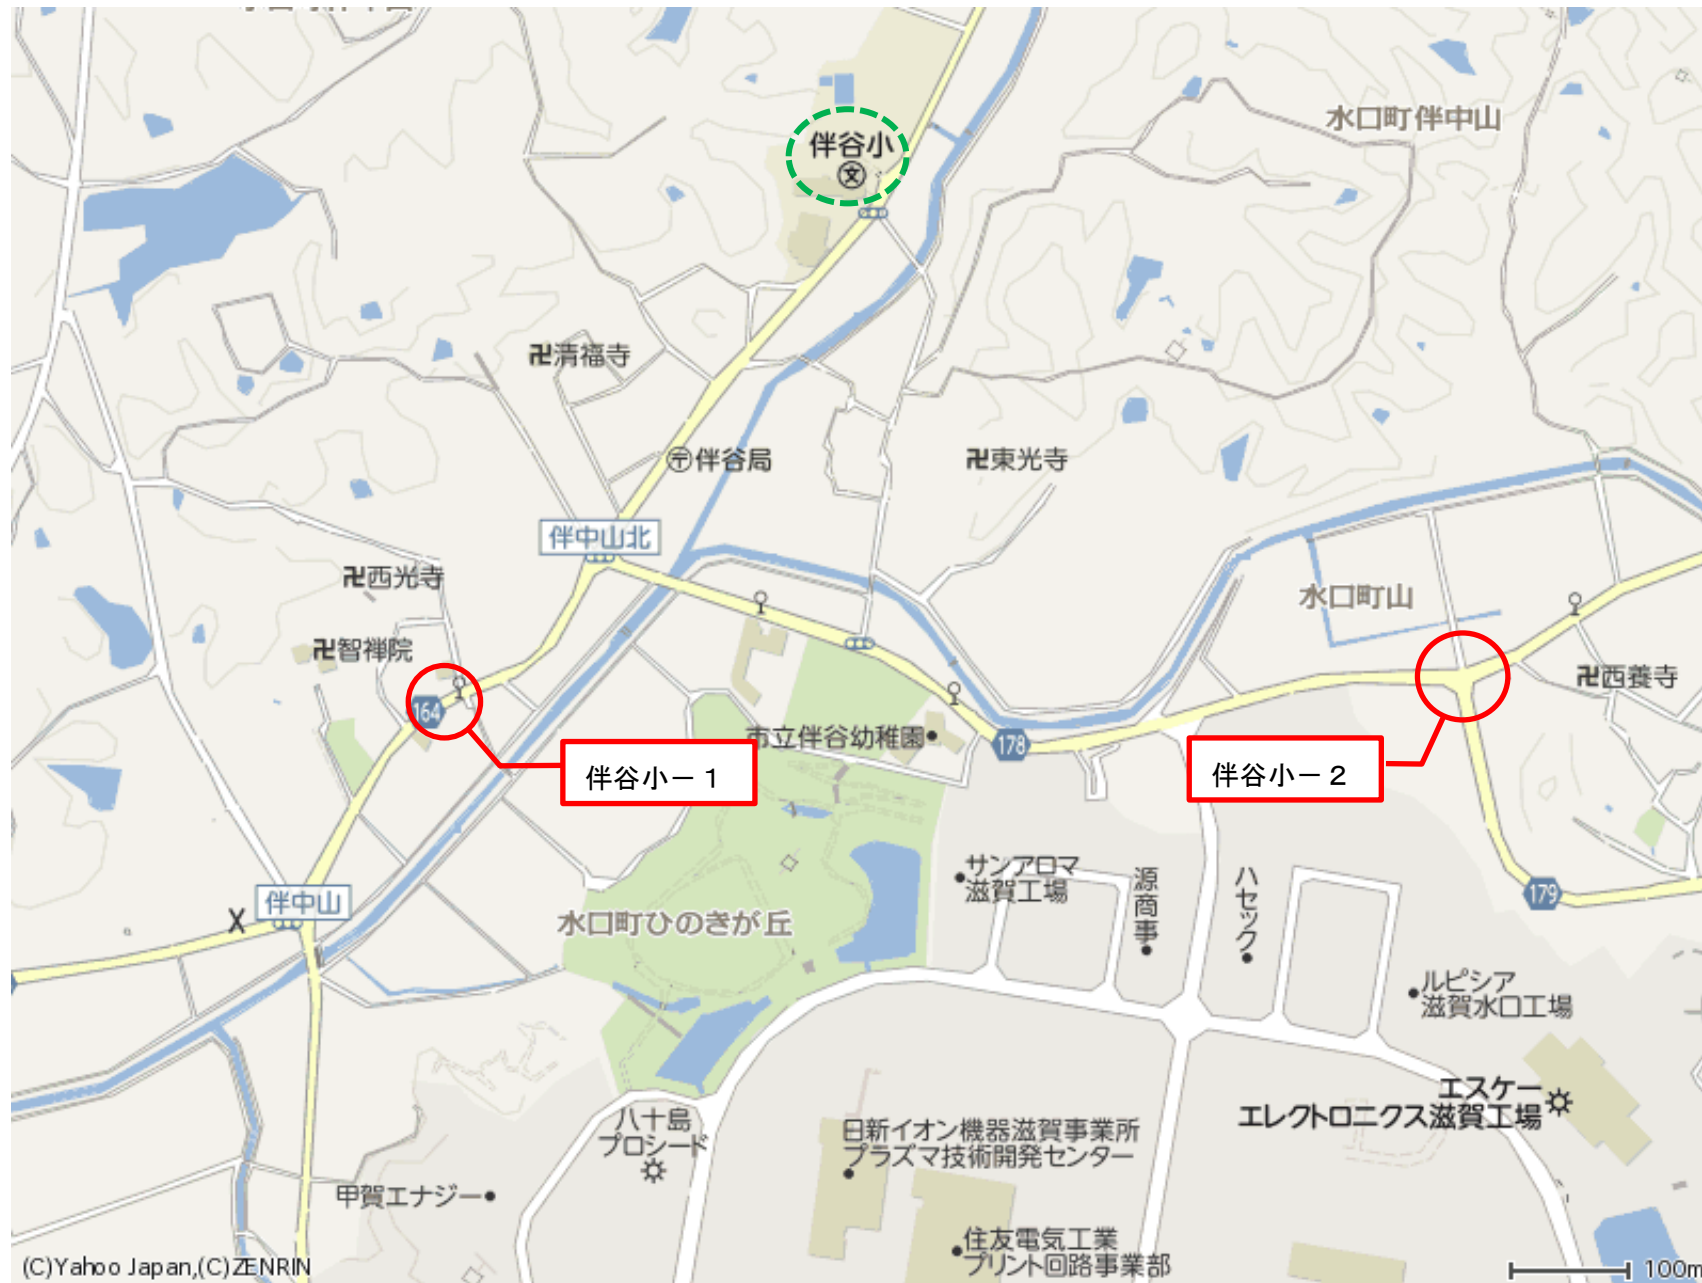 水口町伴中山
伴谷小
文
卍清福寺
〒伴谷局
卍東光寺
伴中山北
卍西光寺
水口町山
卍智禅院
卍西養寺
164
市立伴谷幼稚園
178
伴谷小－１
伴谷小－２
サンアロマ
滋賀工場
源商事
ハセック
179
伴中山
X
水口町ひのきが丘
ルピシア
滋賀水口工場
エスケー
エレクトロニクス滋賀工場
八十島
プロシード
日新イオン機器滋賀事業所
プラズマ技術開発センター
甲賀エナジー
住友電気工業
プリント回路事業部
(C)Yahoo Japan,(C)ZENRIN
100m